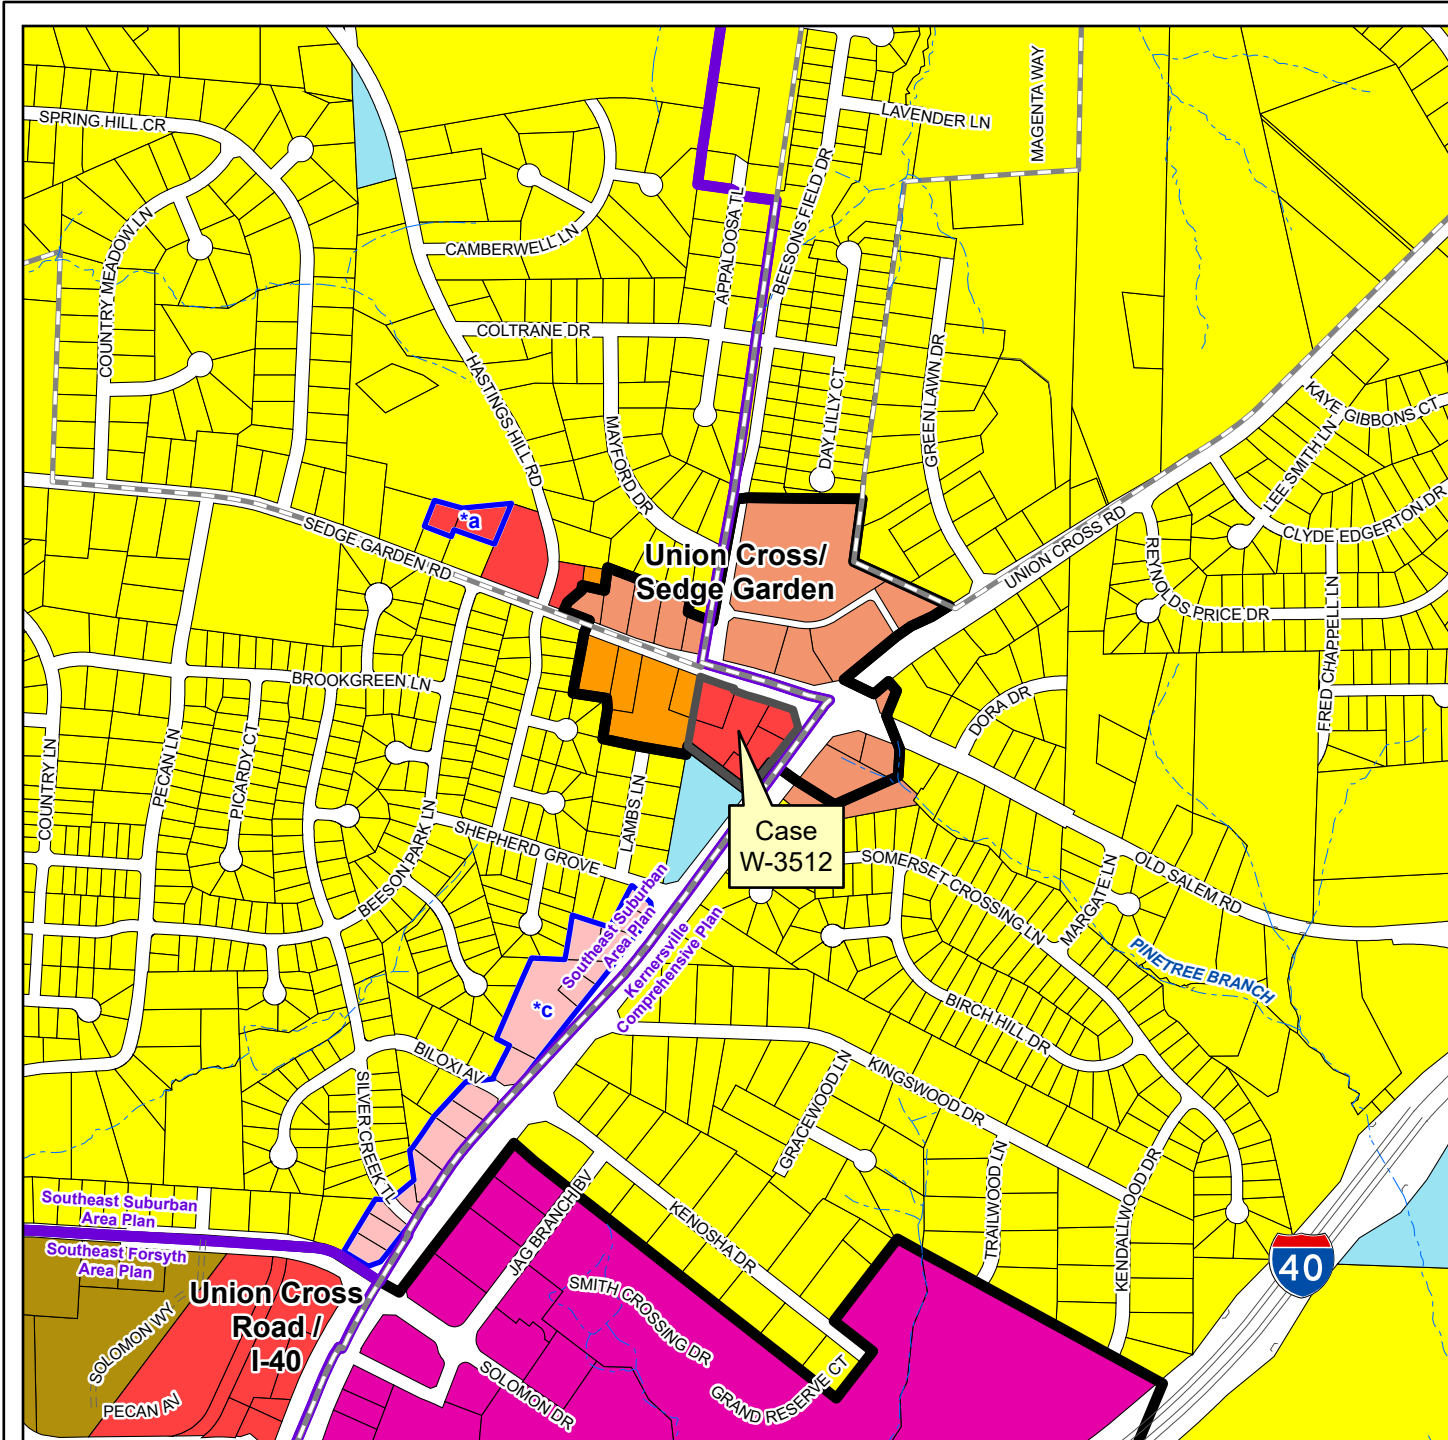 SPRING HILL CR
LAVENDER LN
MAGENTA WAY
COUNTRY MEADOW LN
CAMBERWELL LN
APPALOOSA TL
BEESONS FIELD DR
COLTRANE DR
HASTINGS HILL RD
MAYFORD DR
DAY LILLY CT
GREEN LAWN DR
KAYE GIBBONS CT
LEE SMITH LN
CLYDE EDGERTON DR
UNION CROSS RD
REYNOLDS PRICE DR
FRED CHAPPELL LN
*a
SEDGE GARDEN RD
Union Cross/
Sedge Garden
BROOKGREEN LN
DORA DR
COUNTRY LN
PECAN LN
PICARDY CT
BEESON PARK LN
LAMBS LN
SHEPHERD GROVE
Case
W-3512
SOMERSET CROSSING LN
MARGATE LN
OLD SALEM RD
PINETREE BRANCH
Southeast Suburban
Area Plan
Kernersville
Comprehensive Plan
*c
BIRCH HILL DR
BILOXI AV
SILVER CREEK TL
KINGSWOOD DR
GRACEWOOD LN
TRAILWOOD LN
KENDALLWOOD DR
KENOSHA DR
JAG BRANCH BV
Southeast Suburban
Area Plan
Southeast Forsyth
Area Plan
40
SMITH CROSSING DR
Union Cross
Road /
I-40
SOLOMON WY
SOLOMON DR
GRAND RESERVE CT
PECAN AV